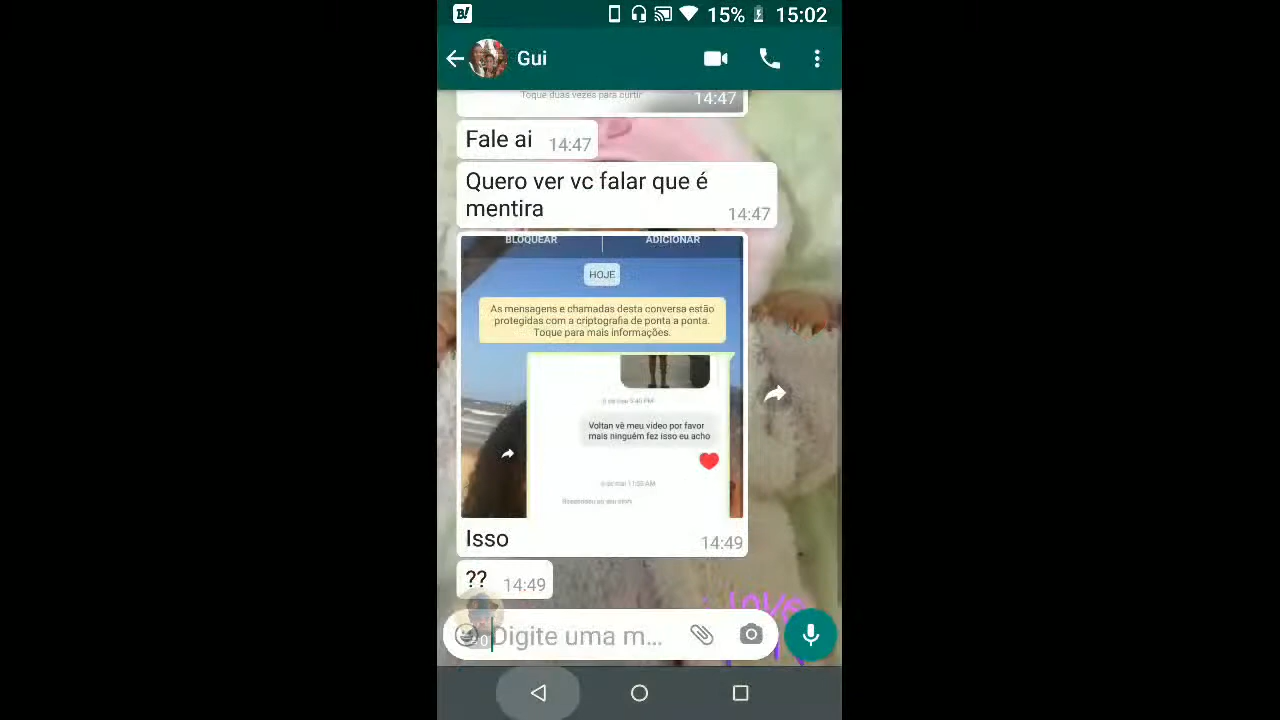 B!
15%
15:02
Gui
Toque duas vezes para curtir
14:47
Fale ai
14:47
Quero ver vc falar que é
mentira
14:47
BLOQUEAR
ADICIONAR
HOJE
As mensagens e chamadas desta conversa estão
protegidas com a criptografia de ponta a ponta.
Toque para mais informações.
Voltan vê meu vídeo por favor
mais ninguém fez isso eu acho
Isso
14:49
??
14:49
love
Digite uma m...